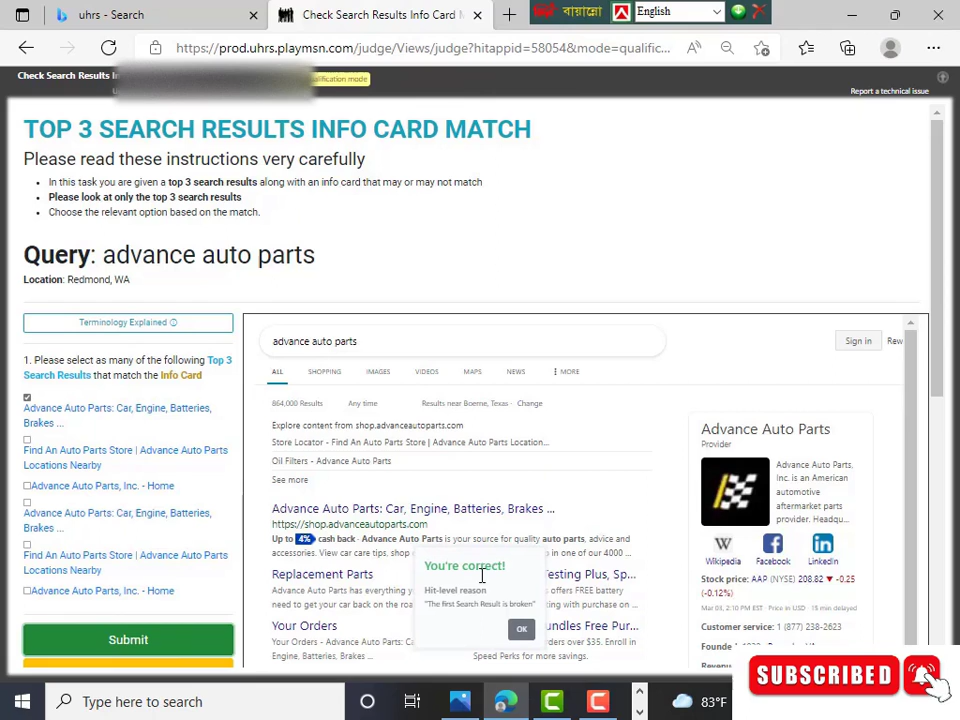 uhrs - Search
Check Search Results Info Card M
বায়ান্নো
English
https://prod.uhrs.playmsn.com/judge/Views/judge?hitappid=58054&mode=qualific...
Check Search Results In
ualification mode
Report a technical issue
TOP 3 SEARCH RESULTS INFO CARD MATCH
Please read these instructions very carefully
In this task you are given a top 3 search results along with an info card that may or may not match
Please look at only the top 3 search results
Choose the relevant option based on the match.
Query: advance auto parts
Location: Redmond, WA
Terminology Explained
1. Please select as many of the following Top 3
Search Results that match the Info Card
Advance Auto Parts: Car, Engine, Batteries,
Brakes ...
Find An Auto Parts Store | Advance Auto Parts
Locations Nearby
Advance Auto Parts, Inc. - Home
Advance Auto Parts: Car, Engine, Batteries,
Brakes ...
Find An Auto Parts Store | Advance Auto Parts
Locations Nearby
Advance Auto Parts, Inc. - Home
Submit
advance auto parts
Sign in Rew
ALL SHOPPING IMAGES VIDEOS MAPS NEWS MORE
864,000 Results Any time Results near Boerne, Texas · Change
Explore content from shop.advanceautoparts.com
Store Locator - Find An Auto Parts Store | Advance Auto Parts Location...
Oil Filters - Advance Auto Parts
See more
Advance Auto Parts: Car, Engine, Batteries, Brakes ...
https://shop.advanceautoparts.com
Up to 4% cash back · Advance Auto Parts is your source for quality auto parts, advice and
accessories. View car care tips, shop in one of our 4000 ...
Replacement Parts Testing Plus, Sp...
Advance Auto Parts has everything s offers FREE battery
need to get your car back on the roa cing with purchase on ...
Your Orders undles Free Pur...
Advance Auto Parts: Car, orders over $35. Enroll in
Engine, Batteries, Brakes, Speed Perks for more savings.
You're correct!
Hit-level reason
"The first Search Result is broken"
OK
Advance Auto Parts
Provider
Advance Auto Parts,
Inc. is an American
automotive
aftermarket parts
provider. Headqu...
Wikipedia Facebook LinkedIn
Stock price: AAP (NYSE) 208.82 -0.25
(-0.12%)
Mar 03, 2:10 PM EST · Price in USD · 15 min delayed
Customer service: 1 (877) 238-2623
SUBSCRIBED
Type here to search
83°F